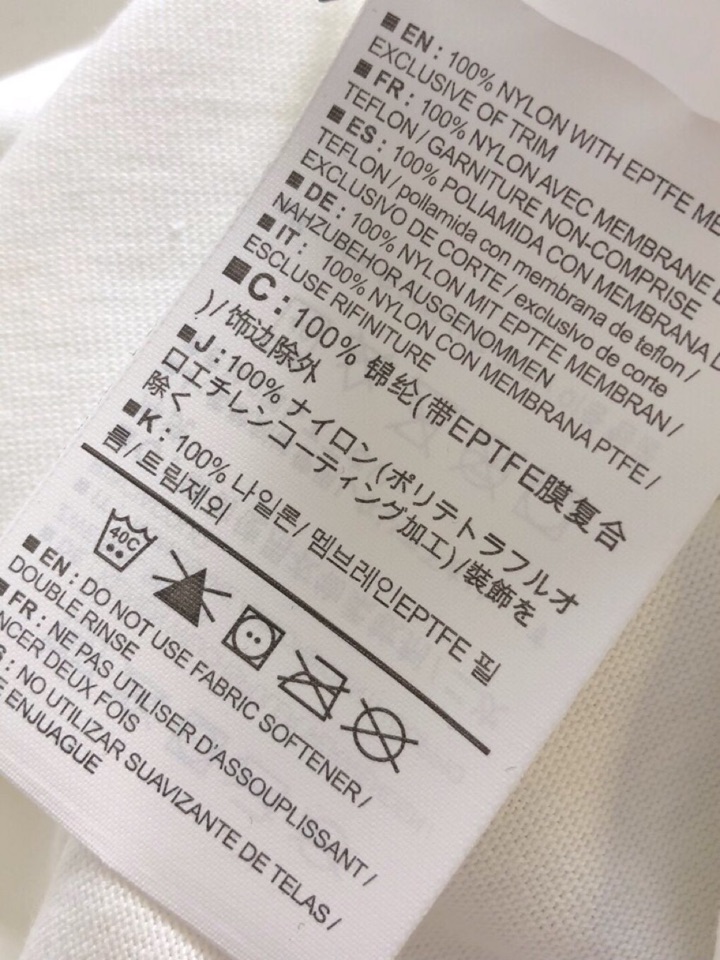 ■ EN : 100% NYLON WITH EPTFE
EXCLUSIVE OF TRIM
■ FR : 100% NYLON AVEC MEMBRANE
TEFLON / GARNITURE NON-COMPRISE
■ ES : 100% POLIAMIDA CON MEMBRANA
TEFLON / poliamida con membrana de teflon /
EXCLUSIVO DE CORTE / exclusivo de corte
■ DE : 100% NYLON MIT EPTFE MEMBRAN /
NAHZUBEHOR AUSGENOMMEN
■ IT : 100% NYLON CON MEMBRANA PTFE /
ESCLUSE RIFINITURE
■ C : 100% 锦纶(带EPTFE膜复合
)/饰边除外
■ J : 100% ナイロン(ポリテトラフルオ
ロエチレンコーティング加工)/装飾を
除く
■ K : 100% 나일론/ 멤브레인EPTFE 필
름/트림제외
40C
■ EN : DO NOT USE FABRIC SOFTENER /
DOUBLE RINSE
■ FR : NE PAS UTILISER D'ASSOUPLISSANT /
NCER DEUX FOIS
S : NO UTILIZAR SUAVIZANTE DE TELAS /
E ENJUAGUE